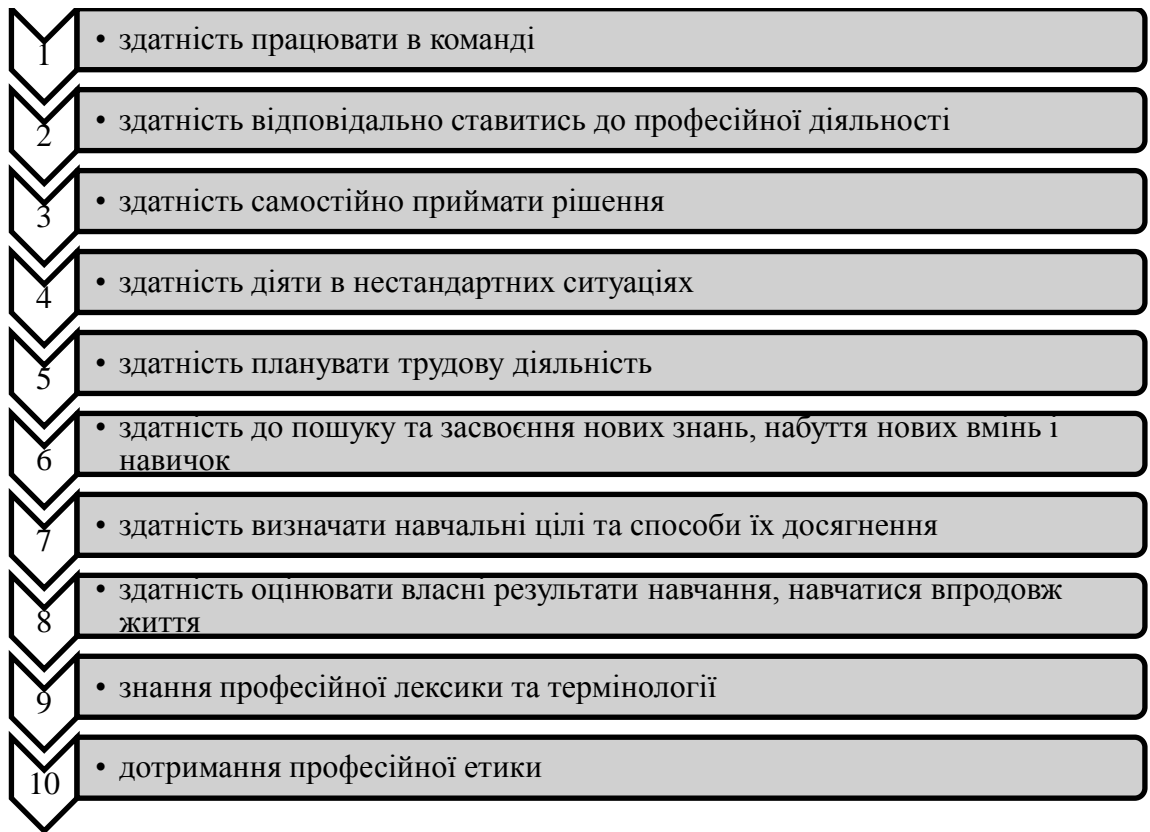 1 • здатність працювати в команді
2 • здатність відповідально ставитись до професійної діяльності
3 • здатність самостійно приймати рішення
4 • здатність діяти в нестандартних ситуаціях
5 • здатність планувати трудову діяльність
6 • здатність до пошуку та засвоєння нових знань, набуття нових вмінь і
навичок
7 • здатність визначати навчальні цілі та способи їх досягнення
8 • здатність оцінювати власні результати навчання, навчатися впродовж
життя
9 • знання професійної лексики та термінології
10 • дотримання професійної етики